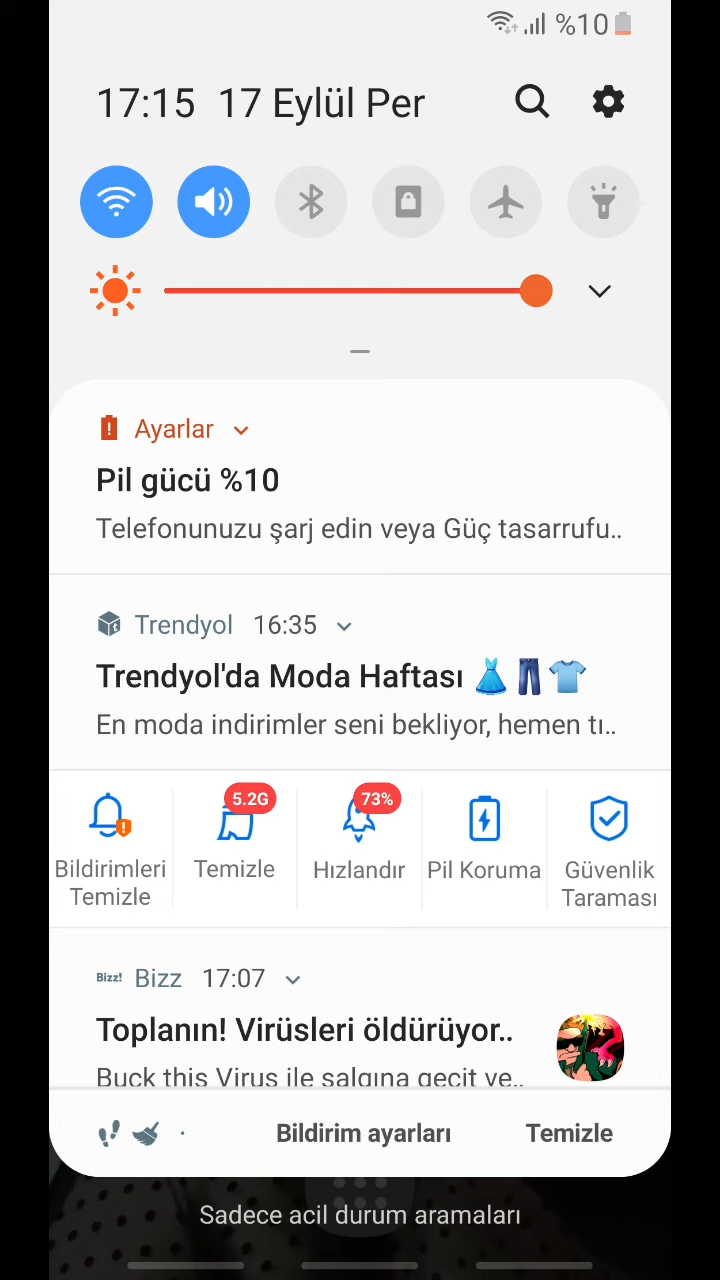 %10
17:15 17 Eylül Per
Ayarlar
Pil gücü %10
Telefonunuzu şarj edin veya Güç tasarrufu..
Trendyol 16:35
Trendyol'da Moda Haftası
En moda indirimler seni bekliyor, hemen tı..
5.2G 73%
Bildirimleri Temizle Hızlandır Pil Koruma Güvenlik
Temizle Taraması
Bizz! Bizz 17:07
Toplanın! Virüsleri öldürüyor..
Buck this Virus ile salgına geçit ve..
Bildirim ayarları Temizle
Sadece acil durum aramaları